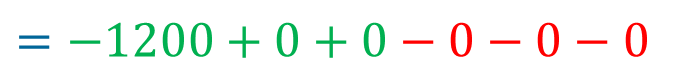 = −1200 + 0 + 0 − 0 − 0 − 0